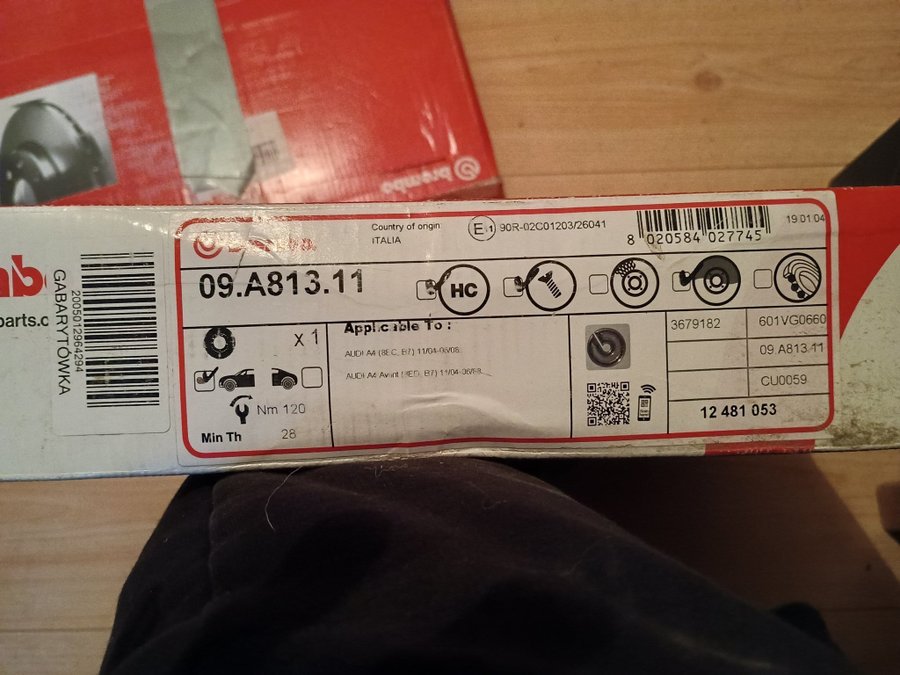 brembo
brembo
Country of origin
ITALIA
E1 90R-02C01203/26041
8 020584 027745
19.01.04
09.A813.11
HC
parts.c
GABARYTÓWKA
2005012964294
X 1
Nm 120
Min Th 28
Applicable To :
AUDI A4 (8EC, B7) 11/04-06/08
AUDI A4 Avant (8ED, B7) 11/04-06/08
3679182
601VG0660
09.A813.11
CU0059
12 481 053